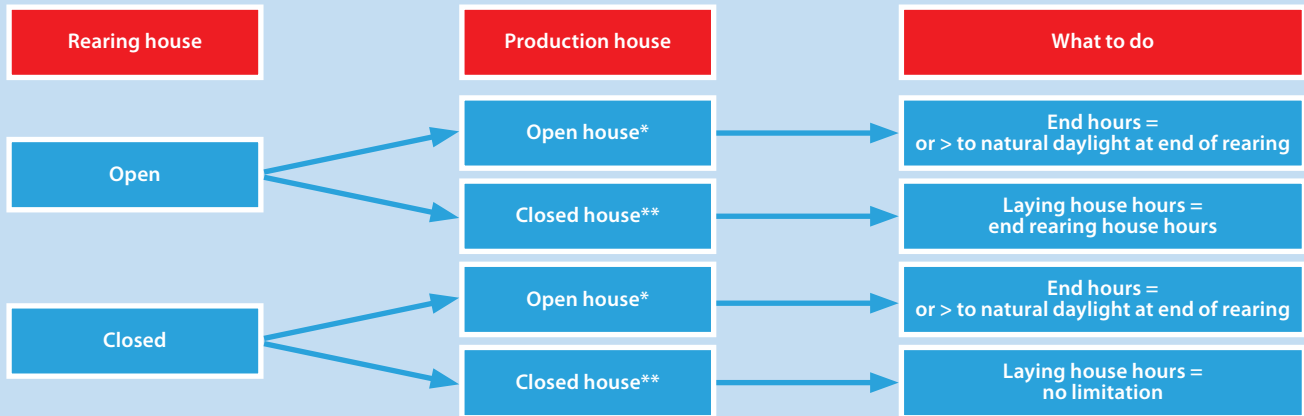 Rearing house
Production house
What to do
Open
Open house*
End hours =
or > to natural daylight at end of rearing
Closed house**
Laying house hours =
end rearing house hours
Closed
Open house*
End hours =
or > to natural daylight at end of rearing
Closed house**
Laying house hours =
no limitation